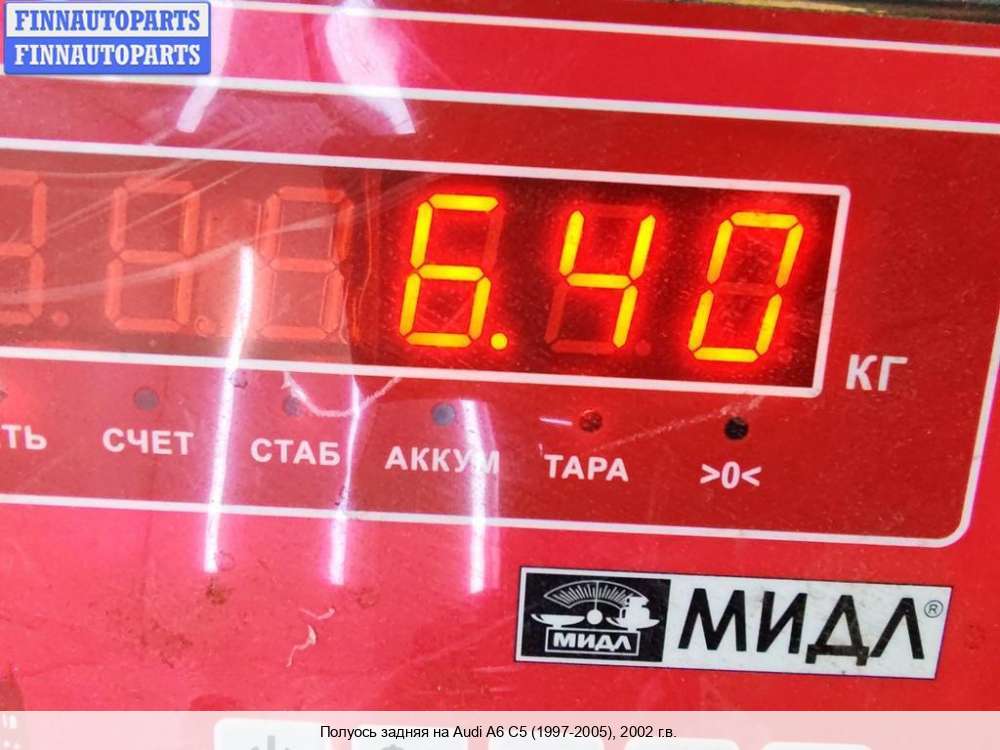 FINNAUTOPARTS
FINNAUTOPARTS
6.40
КГ
ТЬ СЧЕТ СТАБ АККУМ ТАРА >0<
МИДЛ МИДЛ®
Полуось задняя на Audi A6 C5 (1997-2005), 2002 г.в.